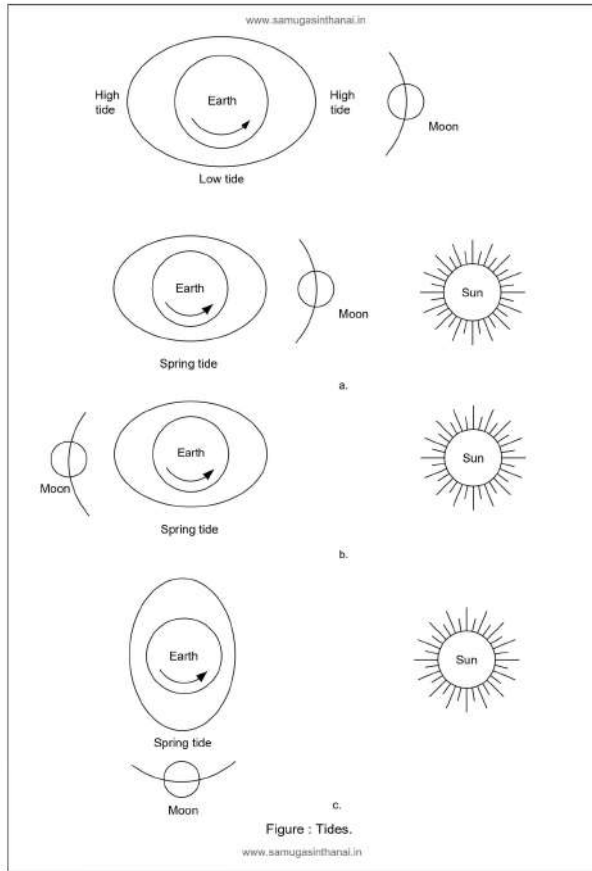 www.samugasinthanai.in
High
tide
Earth
High
tide
Moon
Low tide
Earth
Sun
Moon
Spring tide
a.
Earth
Sun
Moon
Spring tide
b.
Earth
Sun
Spring tide
Moon
c.
Figure : Tides.
www.samugasinthanai.in